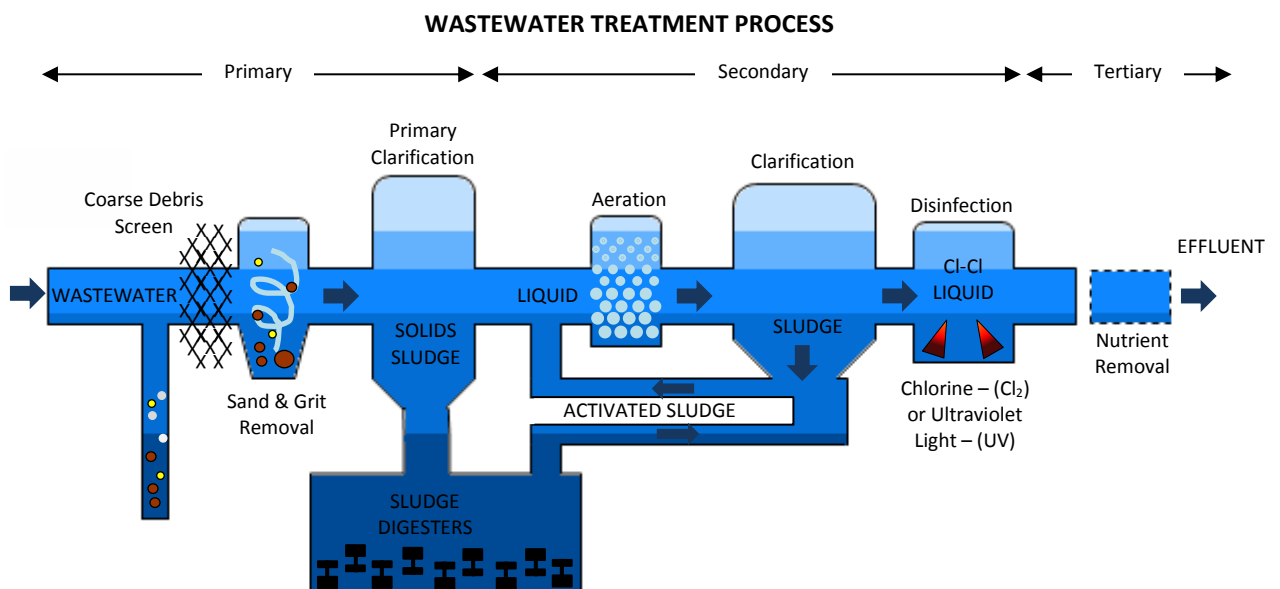 WASTEWATER TREATMENT PROCESS
Primary
Secondary
Tertiary
Coarse Debris
Screen
Primary
Clarification
Aeration
Clarification
Disinfection
EFFLUENT
WASTEWATER
SOLIDS
SLUDGE
LIQUID
SLUDGE
Cl-Cl
LIQUID
Nutrient
Removal
Sand & Grit
Removal
ACTIVATED SLUDGE
Chlorine – (Cl₂)
or Ultraviolet
Light – (UV)
SLUDGE
DIGESTERS